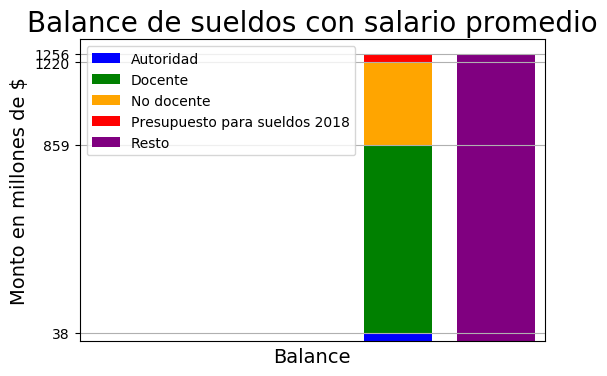 Balance de sueldos con salario promedio
Monto en millones de $
1256
1220
859
38
Autoridad
Docente
No docente
Presupuesto para sueldos 2018
Resto
Balance